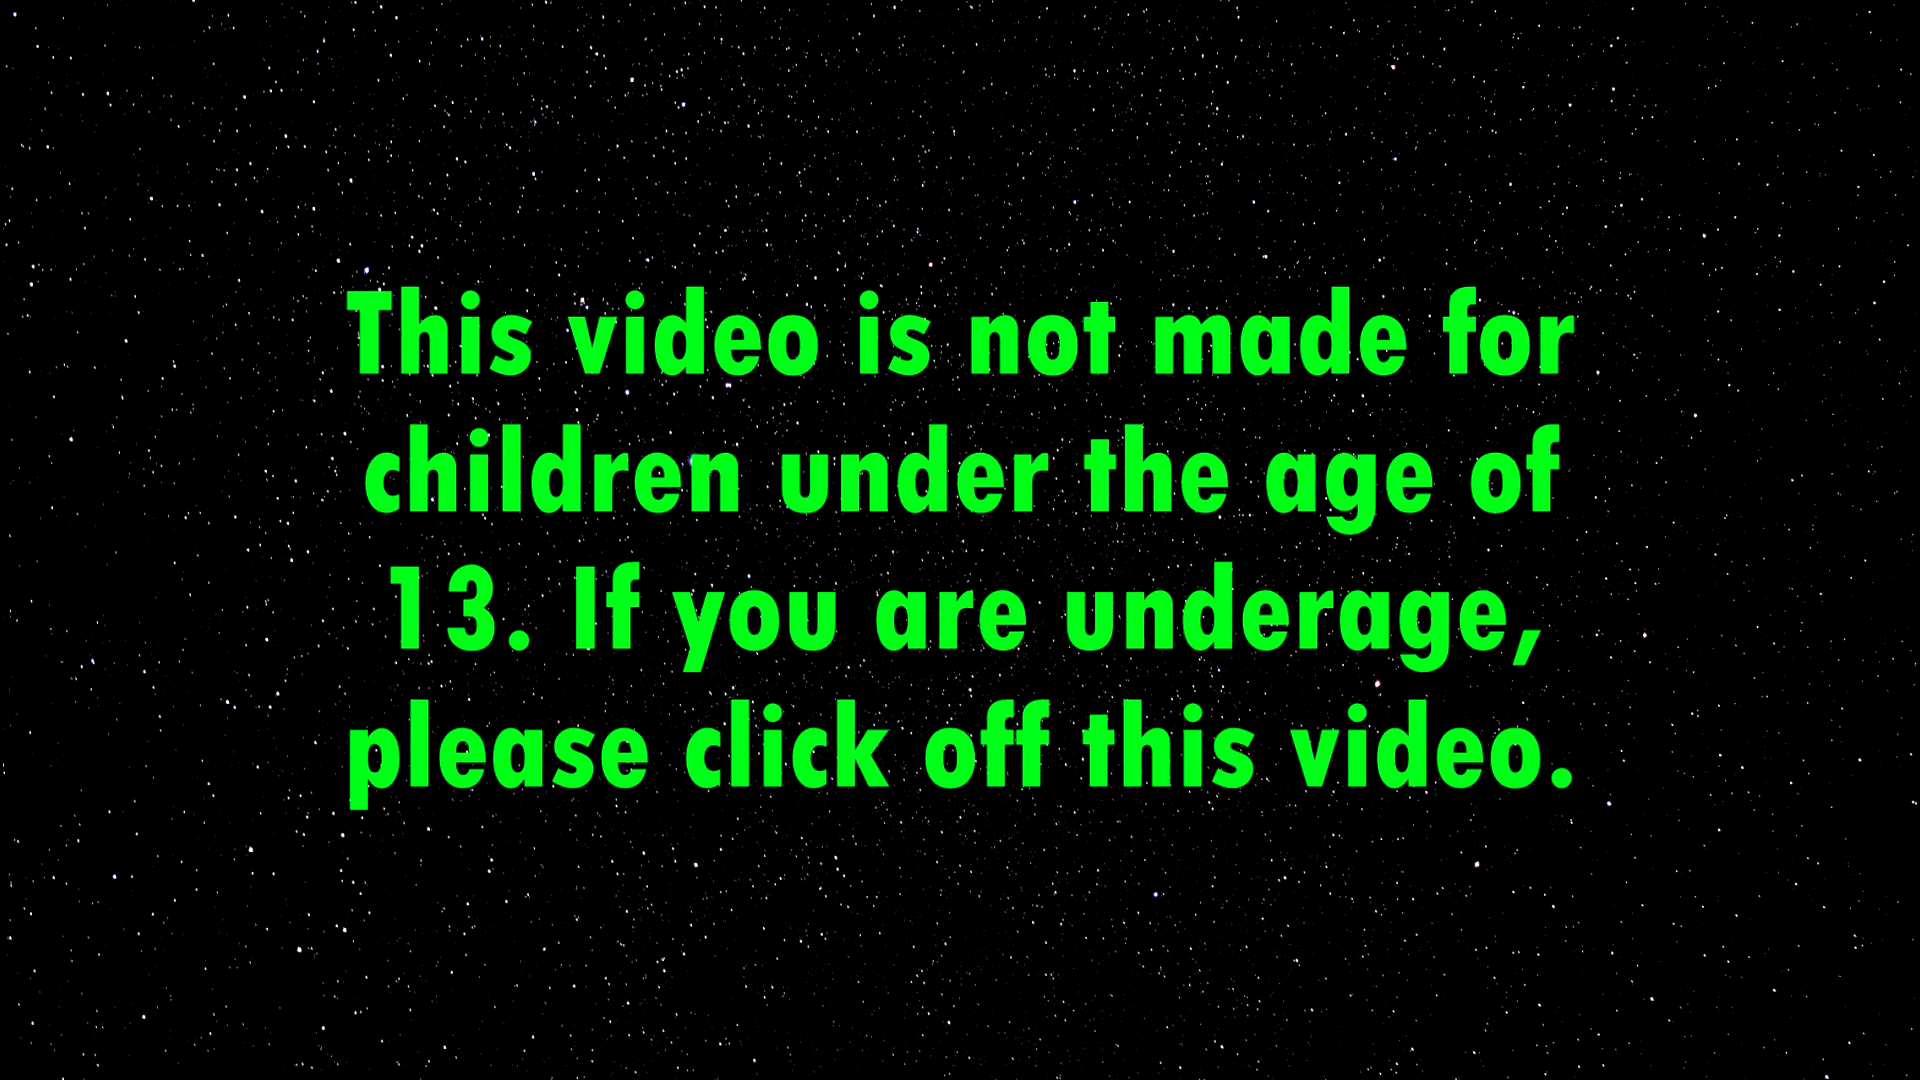 This video is not made for
children under the age of
13. If you are underage,
please click off this video.